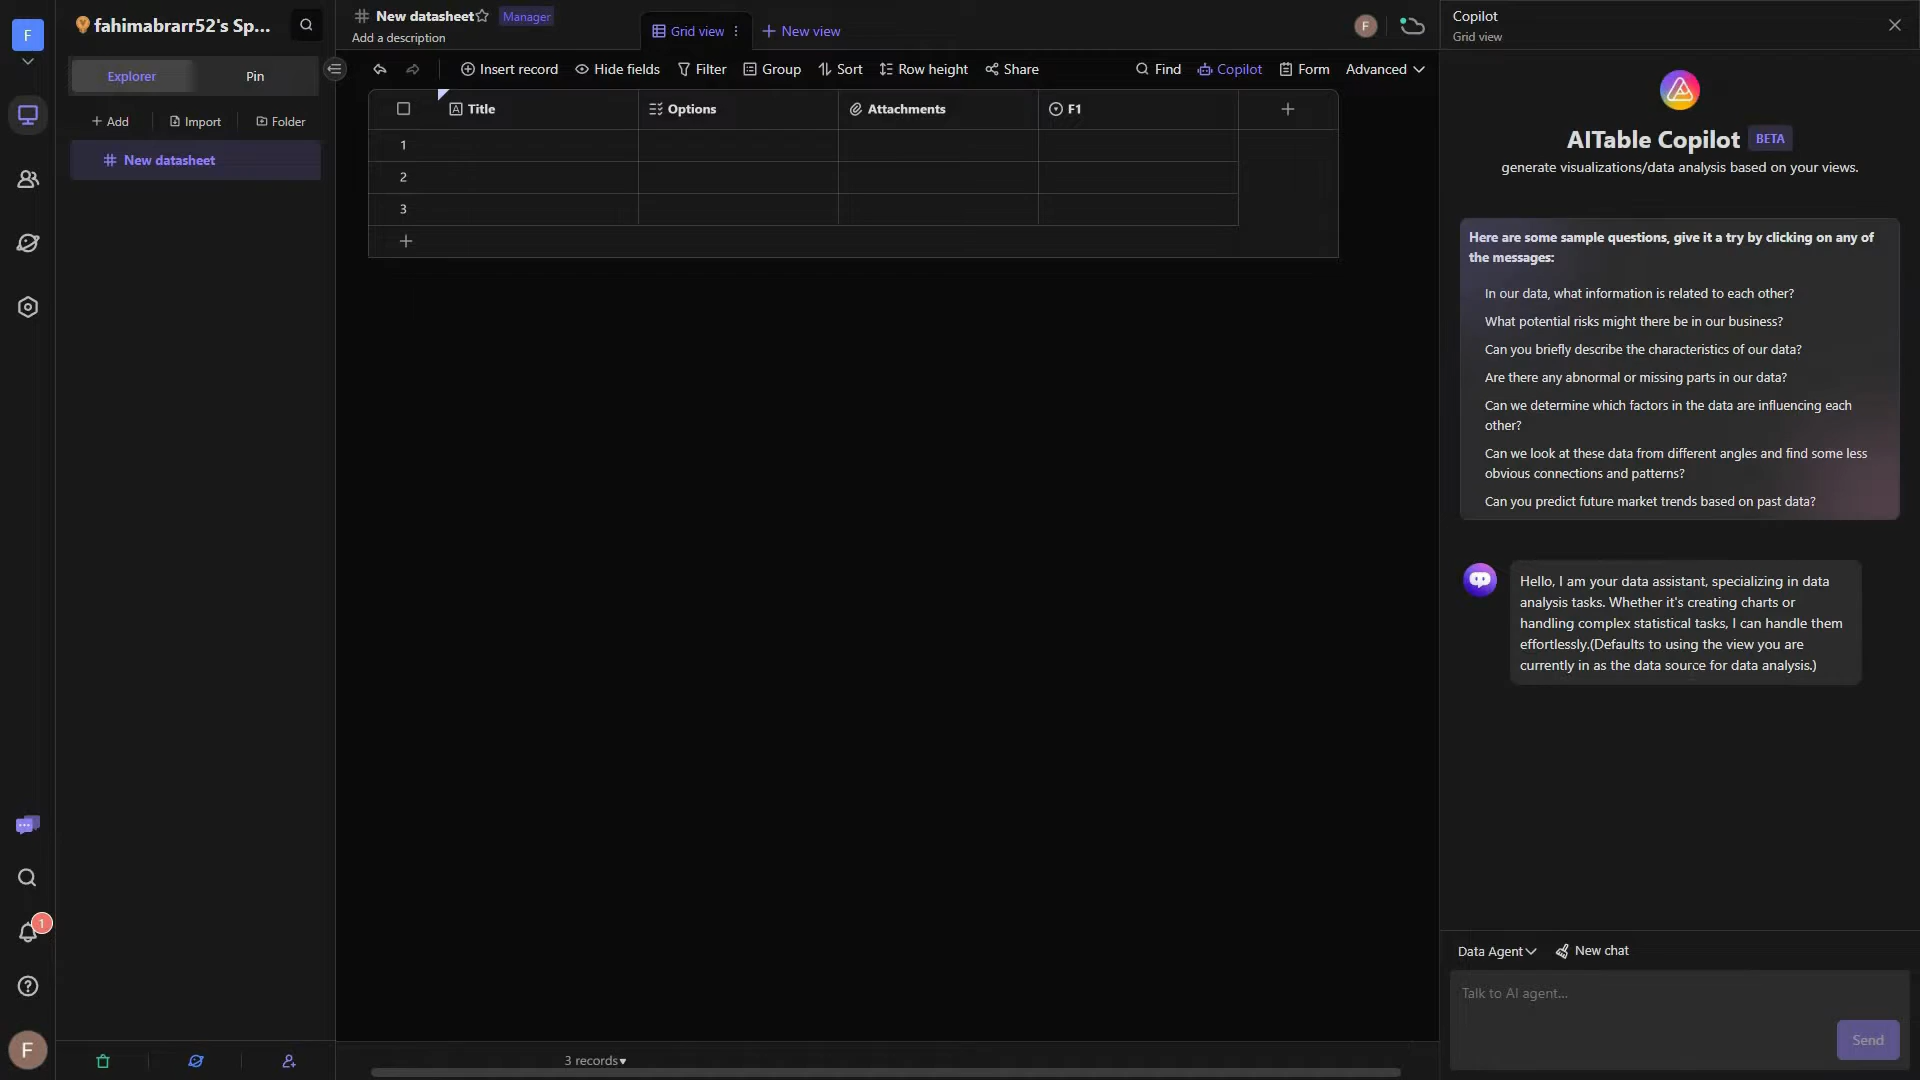 F
fahimabrarr52's Sp...
Explorer
Pin
Add
Import
Folder
New datasheet
1
F
New datasheet
Manager
Add a description
Grid view
New view
F
Insert record
Hide fields
Filter
Group
Sort
Row height
Share
Find
Copilot
Form
Advanced
Title
Options
Attachments
F1
1
2
3
3 records
Copilot
Grid view
AITable Copilot BETA
generate visualizations/data analysis based on your views.
Here are some sample questions, give it a try by clicking on any of
the messages:
In our data, what information is related to each other?
What potential risks might there be in our business?
Can you briefly describe the characteristics of our data?
Are there any abnormal or missing parts in our data?
Can we determine which factors in the data are influencing each
other?
Can we look at these data from different angles and find some less
obvious connections and patterns?
Can you predict future market trends based on past data?
Hello, I am your data assistant, specializing in data
analysis tasks. Whether it's creating charts or
handling complex statistical tasks, I can handle them
effortlessly.(Defaults to using the view you are
currently in as the data source for data analysis.)
Data Agent
New chat
Talk to AI agent...
Send